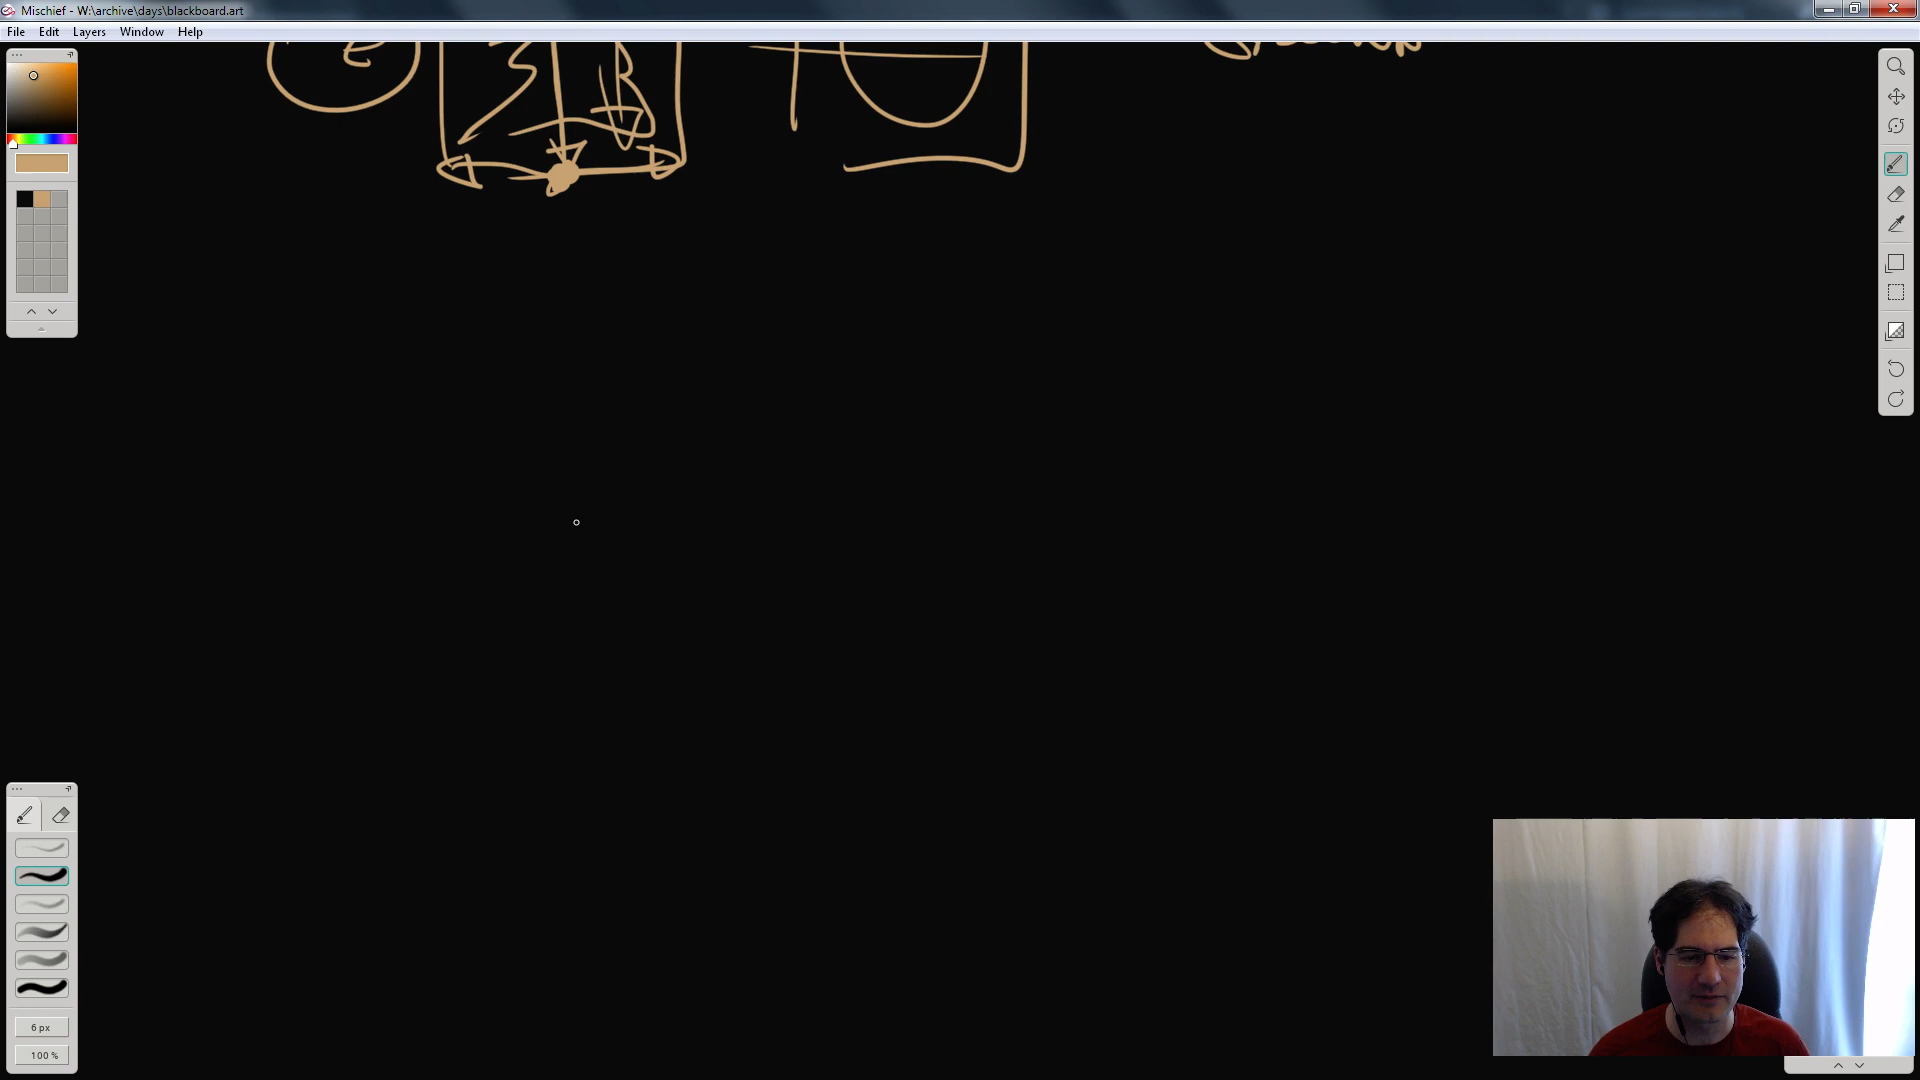 Mischief - W:\archive\days\blackboard.art
File Edit Layers Window Help
6 px
100 %